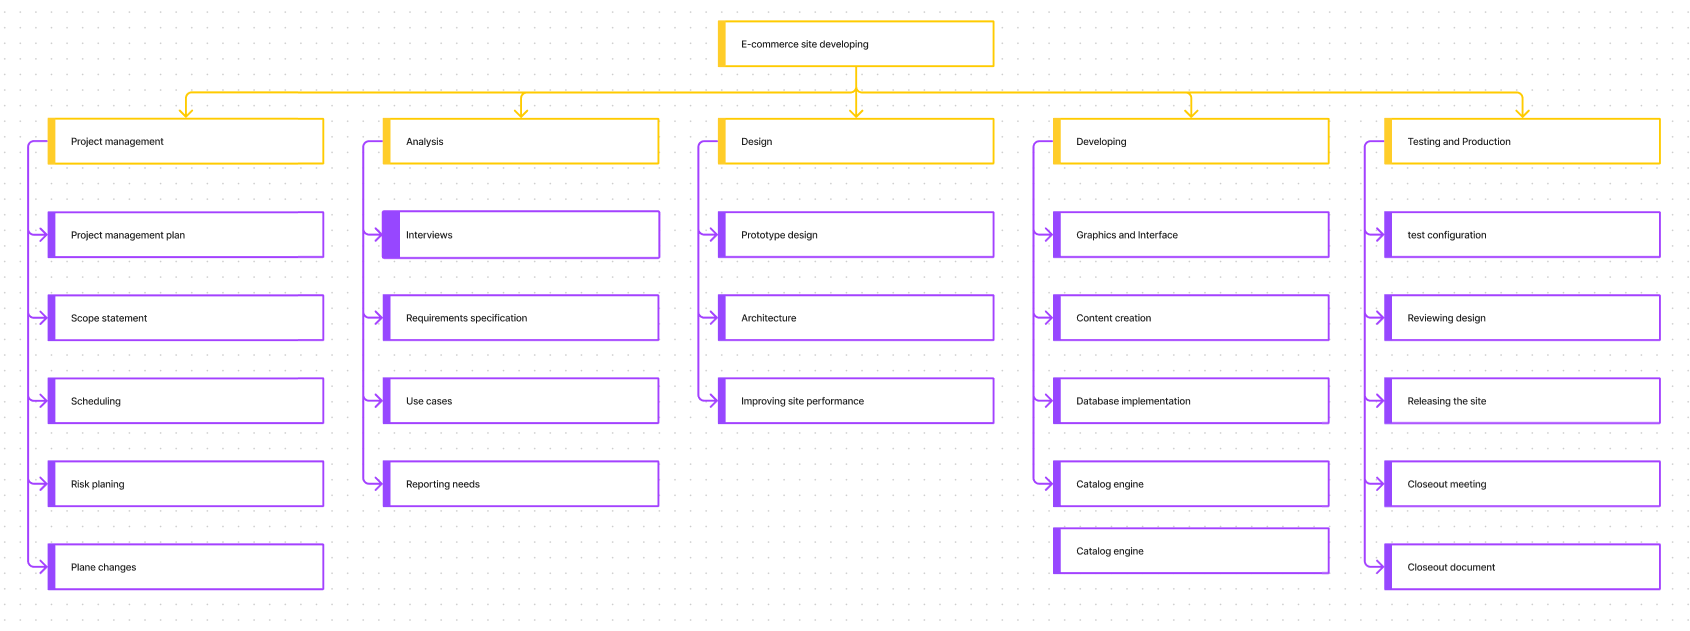 E-commerce site developing
Project management
Project management plan
Scope statement
Scheduling
Risk planing
Plane changes
Analysis
Interviews
Requirements specification
Use cases
Reporting needs
Design
Prototype design
Architecture
Improving site performance
Developing
Graphics and Interface
Content creation
Database implementation
Catalog engine
Catalog engine
Testing and Production
test configuration
Reviewing design
Releasing the site
Closeout meeting
Closeout document